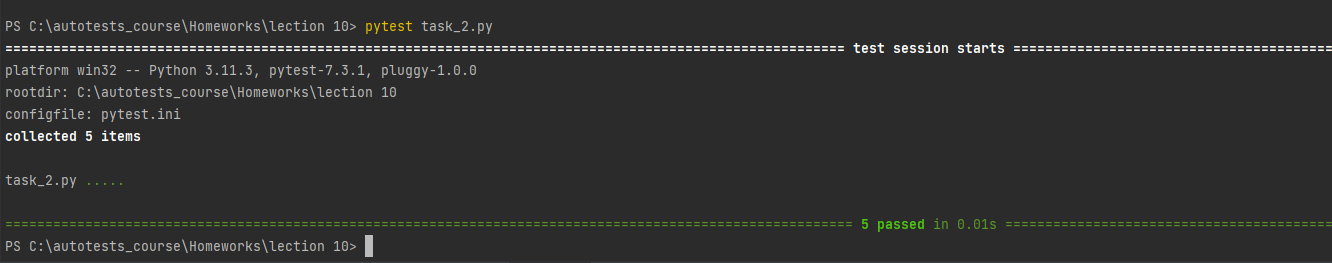 PS C:\autotests_course\Homeworks\lection 10> pytest task_2.py
========================================================================================================= test session starts ========================================
platform win32 -- Python 3.11.3, pytest-7.3.1, pluggy-1.0.0
rootdir: C:\autotests_course\Homeworks\lection 10
configfile: pytest.ini
collected 5 items
task_2.py .....
========================================================================================================== 5 passed in 0.01s =========================================
PS C:\autotests_course\Homeworks\lection 10>